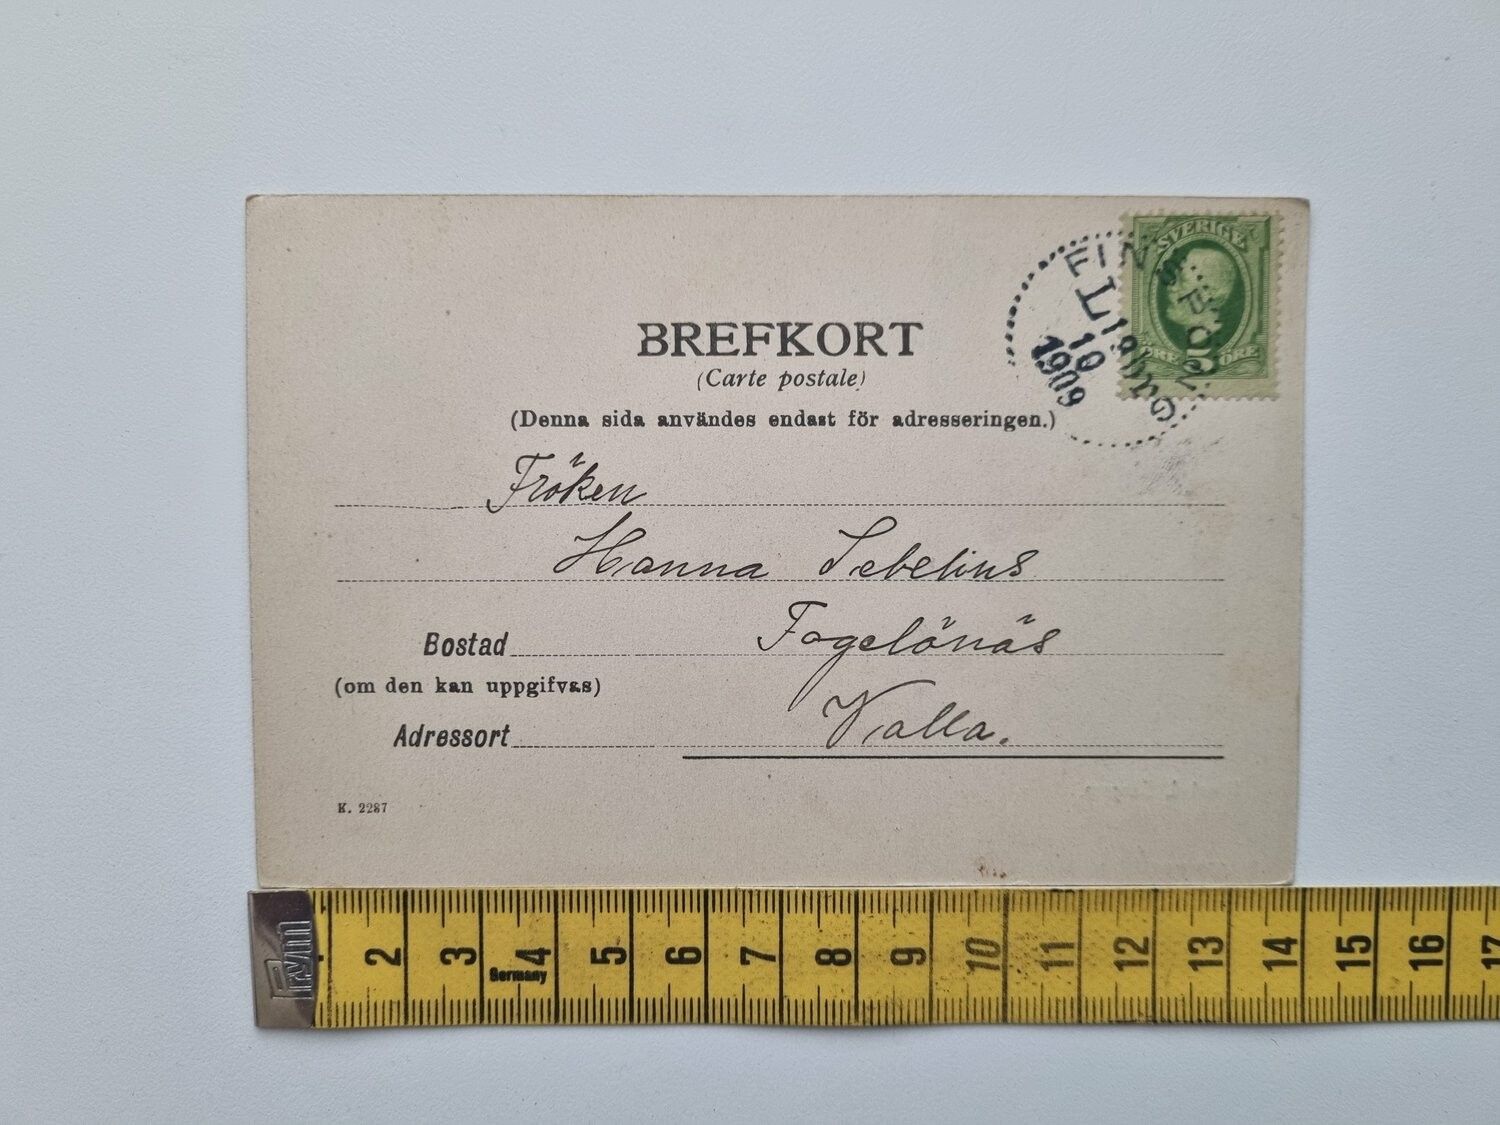 SVERIGE
5
ÖRE ÖRE
10
1909
BREFKORT
(Carte postale)
(Denna sida användes endast för adresseringen.)
Fröken
Hanna Sebelius
Bostad Fogelönäs
(om den kan uppgifvas)
Adressort Valla.
K. 2287
2 3 4 5 6 7 8 9 10 11 12 13 14 15 16 17
Germany